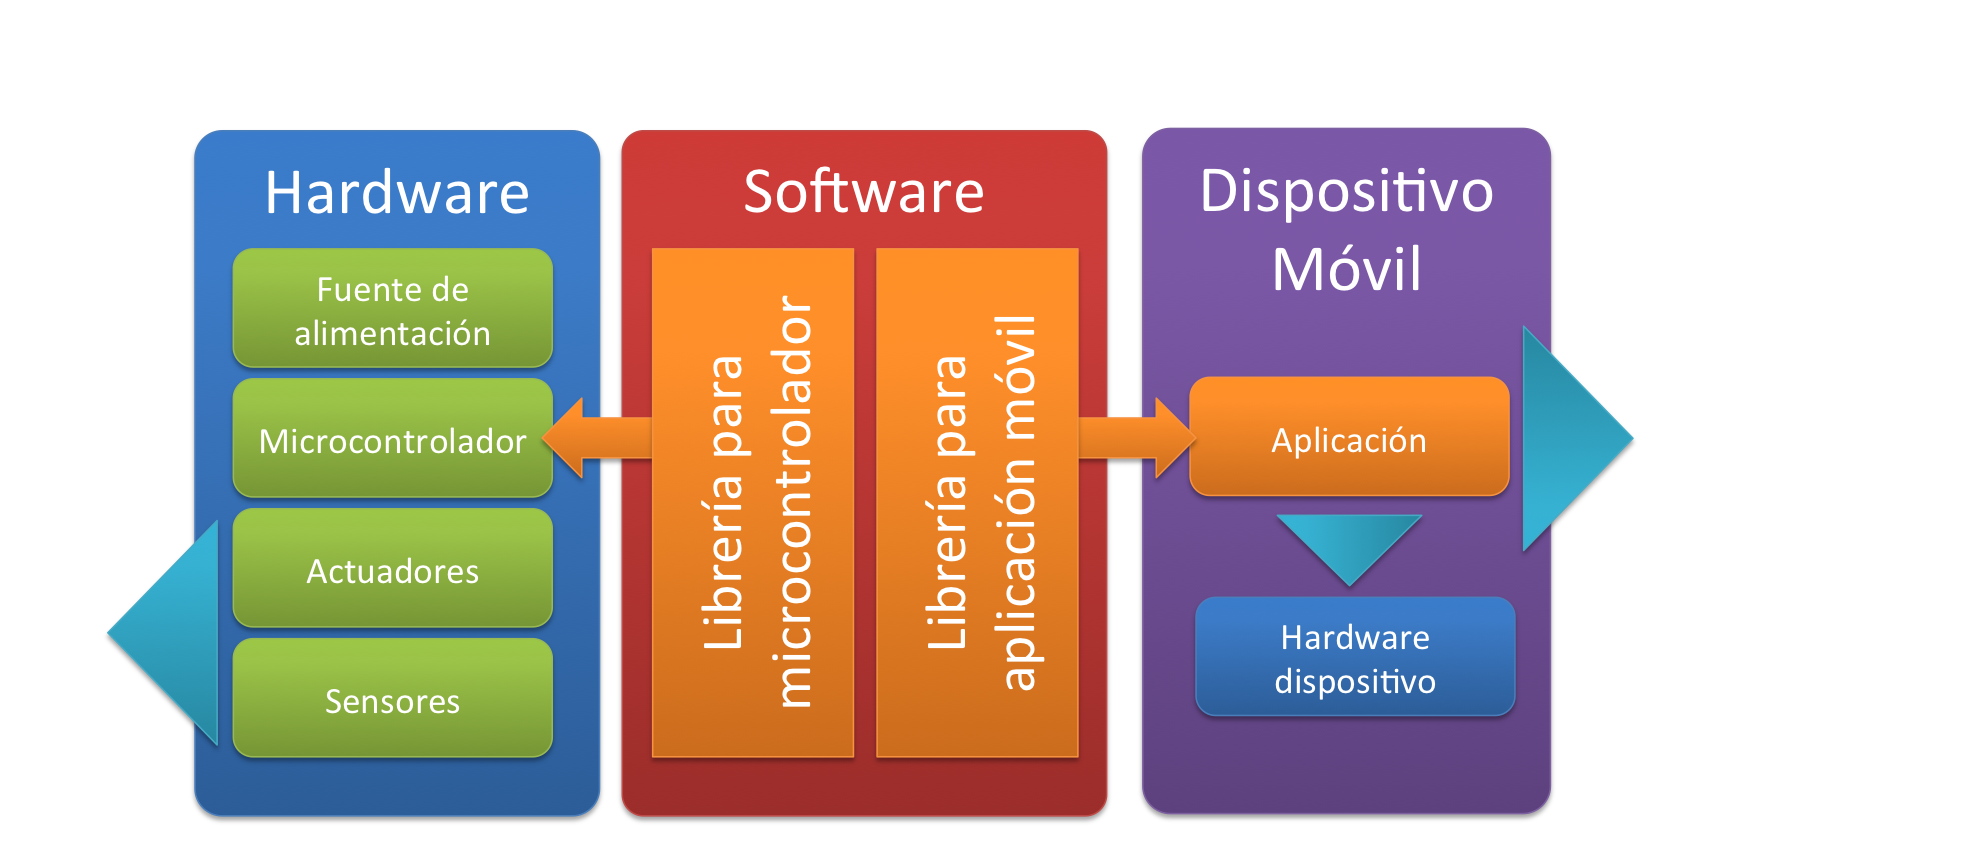 Hardware
Fuente de
alimentación
Microcontrolador
Actuadores
Sensores
Software
Librería para
microcontrolador
Librería para
aplicación móvil
Dispositivo
Móvil
Aplicación
Hardware
dispositivo